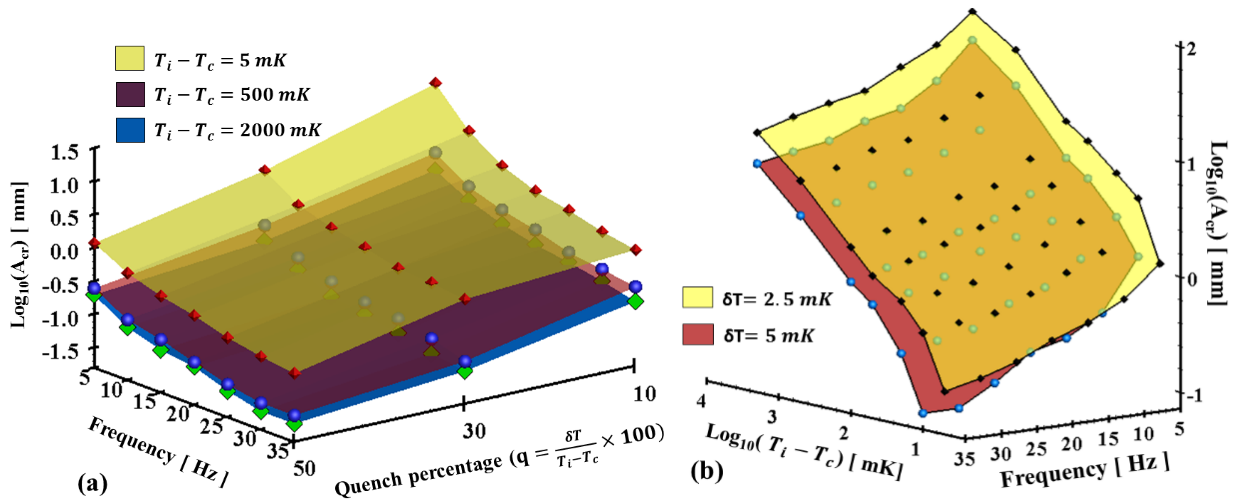 T_i − T_c = 5 mK
T_i − T_c = 500 mK
T_i − T_c = 2000 mK
Log10(Acr) [ mm]
1.5
1.0
0.5
0.0
-0.5
-1.0
-1.5
5
10
15
20
25
30
35
Frequency [ Hz]
50
30
10
Quench percentage (q = δT / T_i−T_c × 100)
(a)
δT= 2.5 mK
δT= 5 mK
2
1
0
-1
Log10(Acr) [ mm]
4
3
2
1
Log10( T_i − T_c) [ mK]
35
30
25
20
15
10
5
Frequency [ Hz ]
(b)